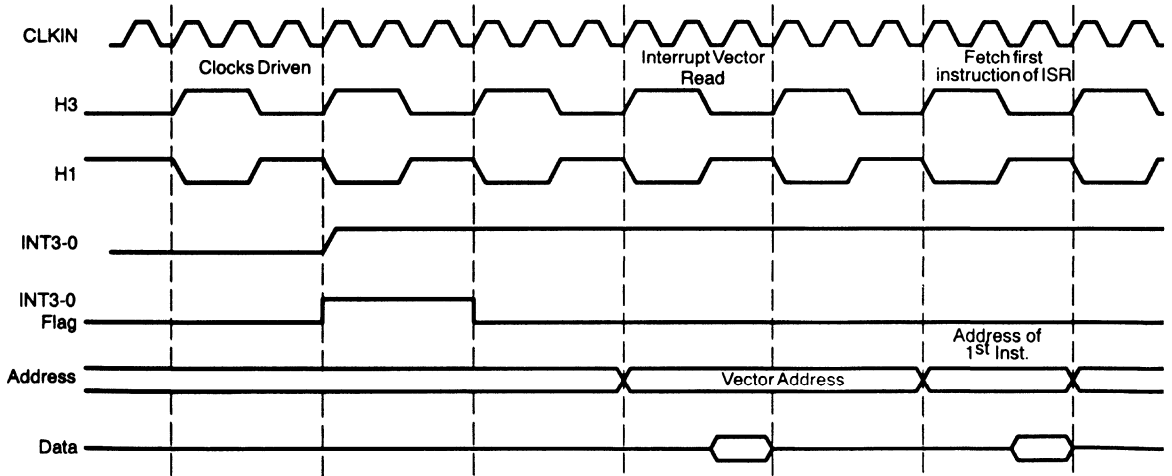 CLKIN
Clocks Driven
Interrupt Vector
Read
Fetch first
instruction of ISR
H3
H1
INT3-0
INT3-0
Flag
Address of
1st Inst.
Address
Vector Address
Data